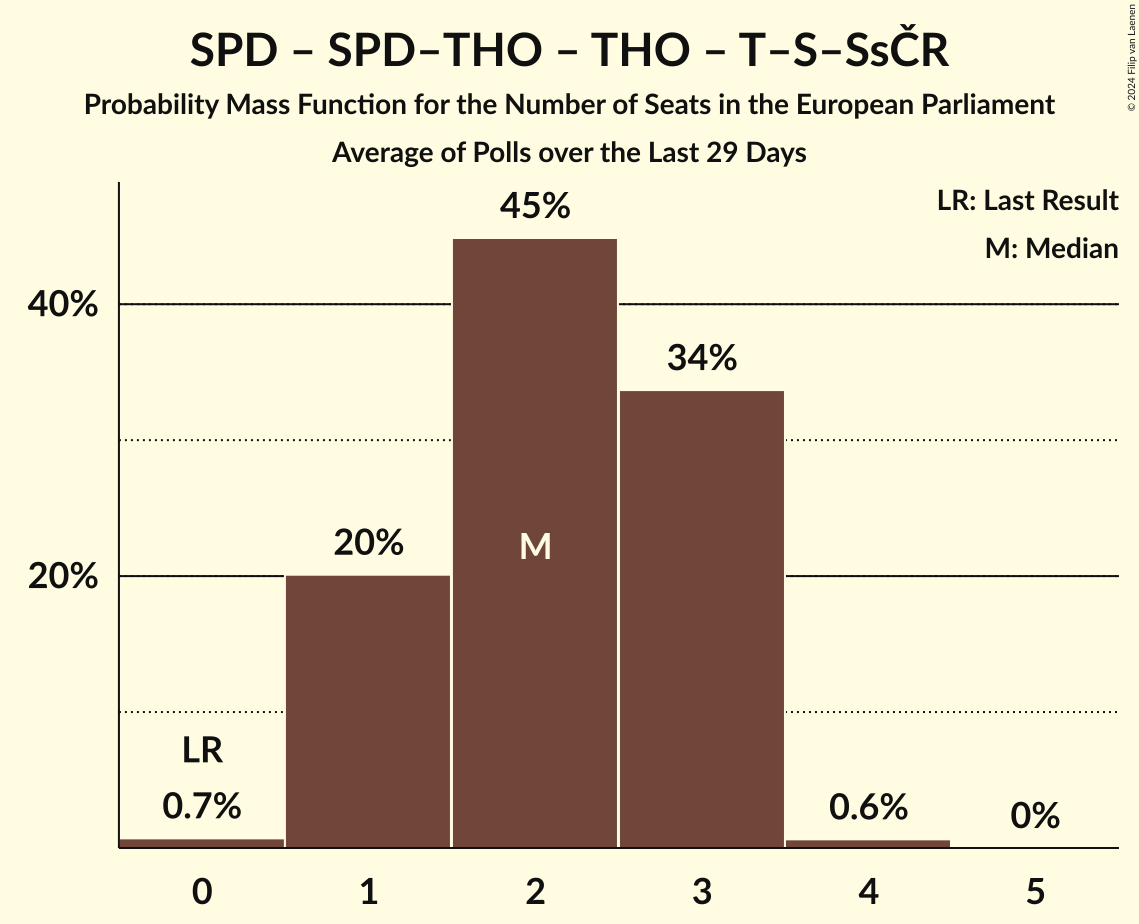 SPD – SPD–THO – THO – T–S–SsČR
Probability Mass Function for the Number of Seats in the European Parliament
Average of Polls over the Last 29 Days
© 2024 Filip van Laenen
LR: Last Result
M: Median
45%
40%
34%
20%
M
20%
LR
0.7%
0.6%
0%
0 1 2 3 4 5